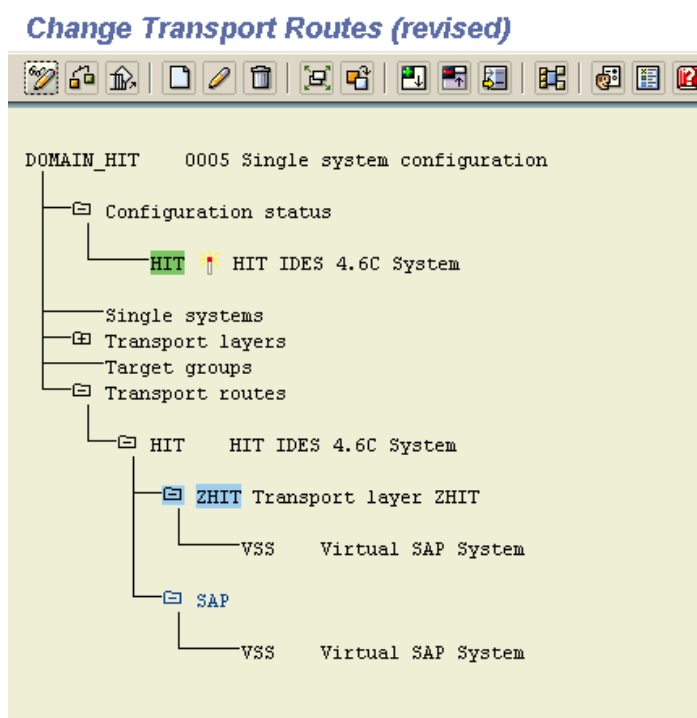 Change Transport Routes (revised)
DOMAIN_HIT 0005 Single system configuration
Configuration status
HIT HIT IDES 4.6C System
Single systems
Transport layers
Target groups
Transport routes
HIT HIT IDES 4.6C System
ZHIT Transport layer ZHIT
VSS Virtual SAP System
SAP
VSS Virtual SAP System